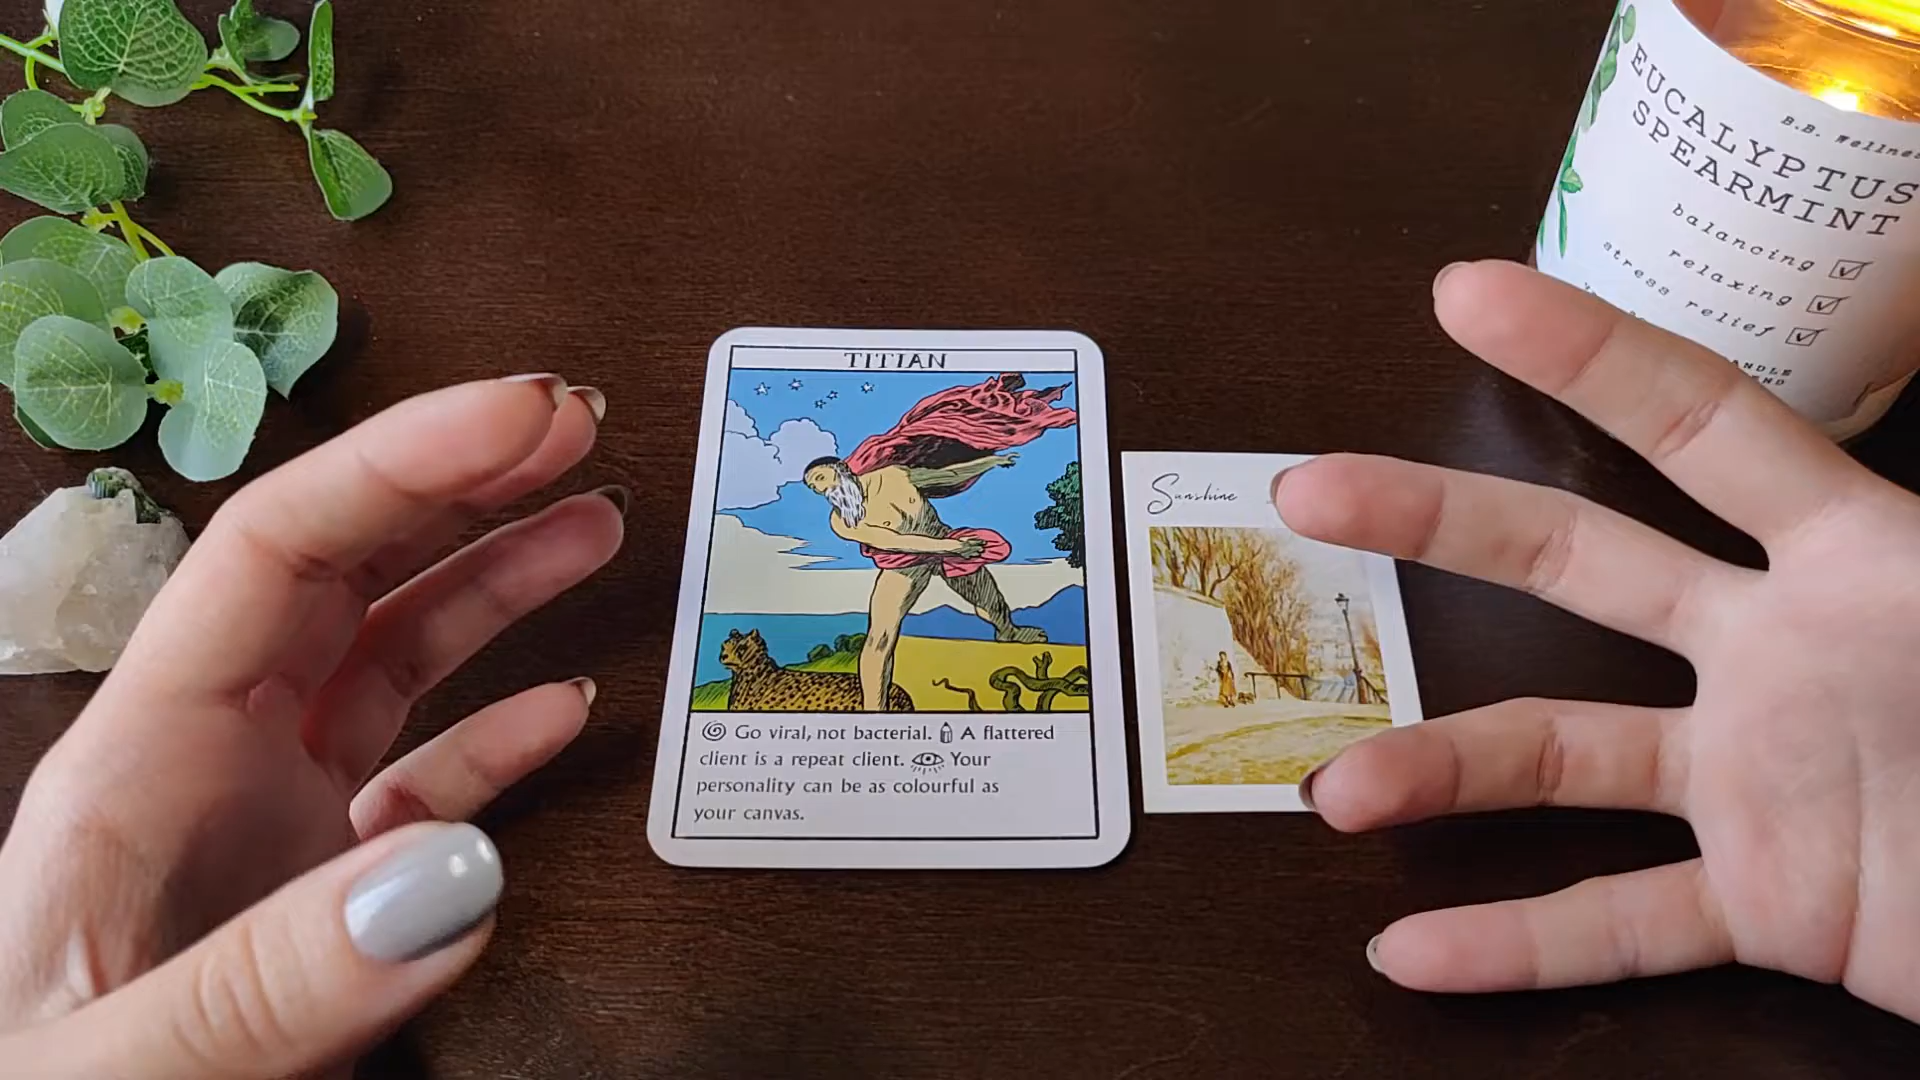 TITIAN
Go viral, not bacterial. A flattered
client is a repeat client. Your
personality can be as colourful as
your canvas.
Sunshine
B.B.
EUCALYPTUS
SPEARMINT
balancing
relaxing
stress relief